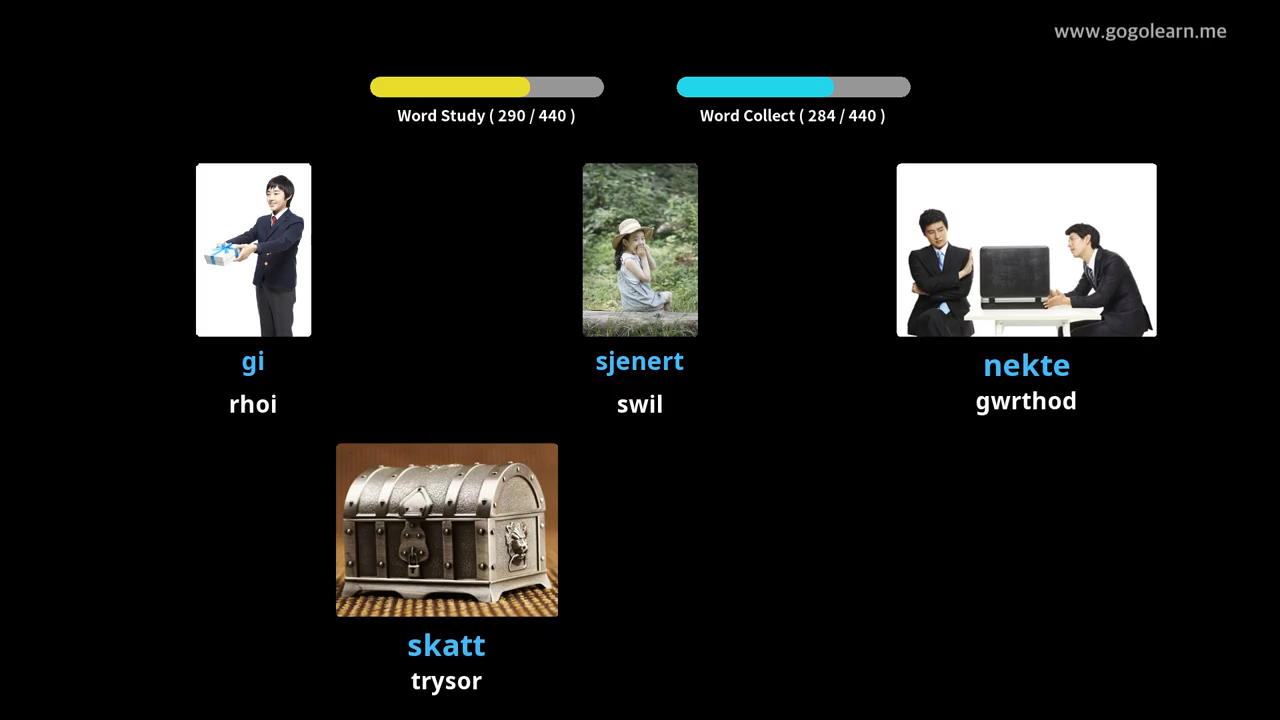 www.gogolearn.me
Word Study ( 290 / 440 )
Word Collect ( 284 / 440 )
gi
rhoi
sjenert
swil
nekte
gwrthod
skatt
trysor